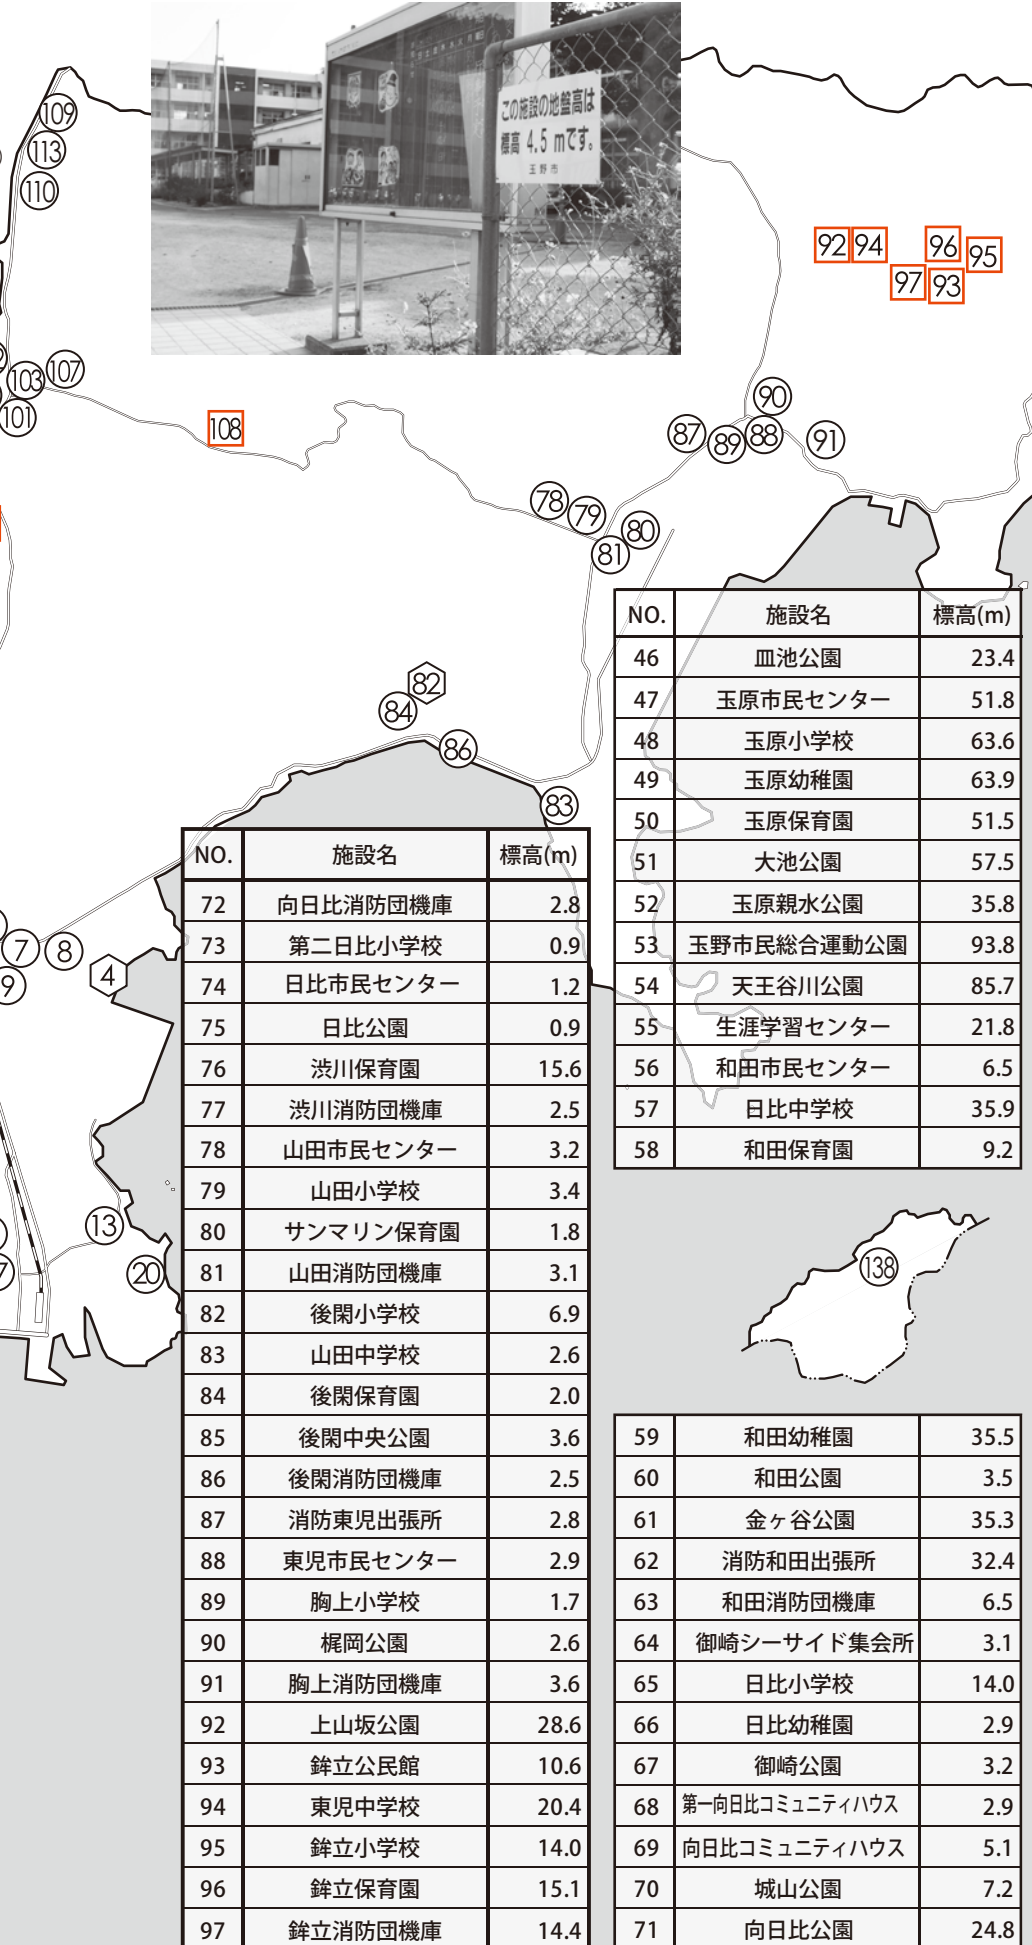 この施設の地盤高は
標高 4.5 mです。
玉野市
109
113
110
92 94 96 95
97 93
103 107
101
108
90
87 89 88 91
78 79 80
81
82
84
86
83
7 8
9 4
13
20
138
NO. 施設名 標高(m)
46 皿池公園 23.4
47 玉原市民センター 51.8
48 玉原小学校 63.6
49 玉原幼稚園 63.9
50 玉原保育園 51.5
51 大池公園 57.5
52 玉原親水公園 35.8
53 玉野市民総合運動公園 93.8
54 天王谷川公園 85.7
55 生涯学習センター 21.8
56 和田市民センター 6.5
57 日比中学校 35.9
58 和田保育園 9.2
59 和田幼稚園 35.5
60 和田公園 3.5
61 金ヶ谷公園 35.3
62 消防和田出張所 32.4
63 和田消防団機庫 6.5
64 御崎シーサイド集会所 3.1
65 日比小学校 14.0
66 日比幼稚園 2.9
67 御崎公園 3.2
68 第一向日比コミュニティハウス 2.9
69 向日比コミュニティハウス 5.1
70 城山公園 7.2
71 向日比公園 24.8
NO. 施設名 標高(m)
72 向日比消防団機庫 2.8
73 第二日比小学校 0.9
74 日比市民センター 1.2
75 日比公園 0.9
76 渋川保育園 15.6
77 渋川消防団機庫 2.5
78 山田市民センター 3.2
79 山田小学校 3.4
80 サンマリン保育園 1.8
81 山田消防団機庫 3.1
82 後閑小学校 6.9
83 山田中学校 2.6
84 後閑保育園 2.0
85 後閑中央公園 3.6
86 後閑消防団機庫 2.5
87 消防東児出張所 2.8
88 東児市民センター 2.9
89 胸上小学校 1.7
90 梶岡公園 2.6
91 胸上消防団機庫 3.6
92 上山坂公園 28.6
93 鉾立公民館 10.6
94 東児中学校 20.4
95 鉾立小学校 14.0
96 鉾立保育園 15.1
97 鉾立消防団機庫 14.4